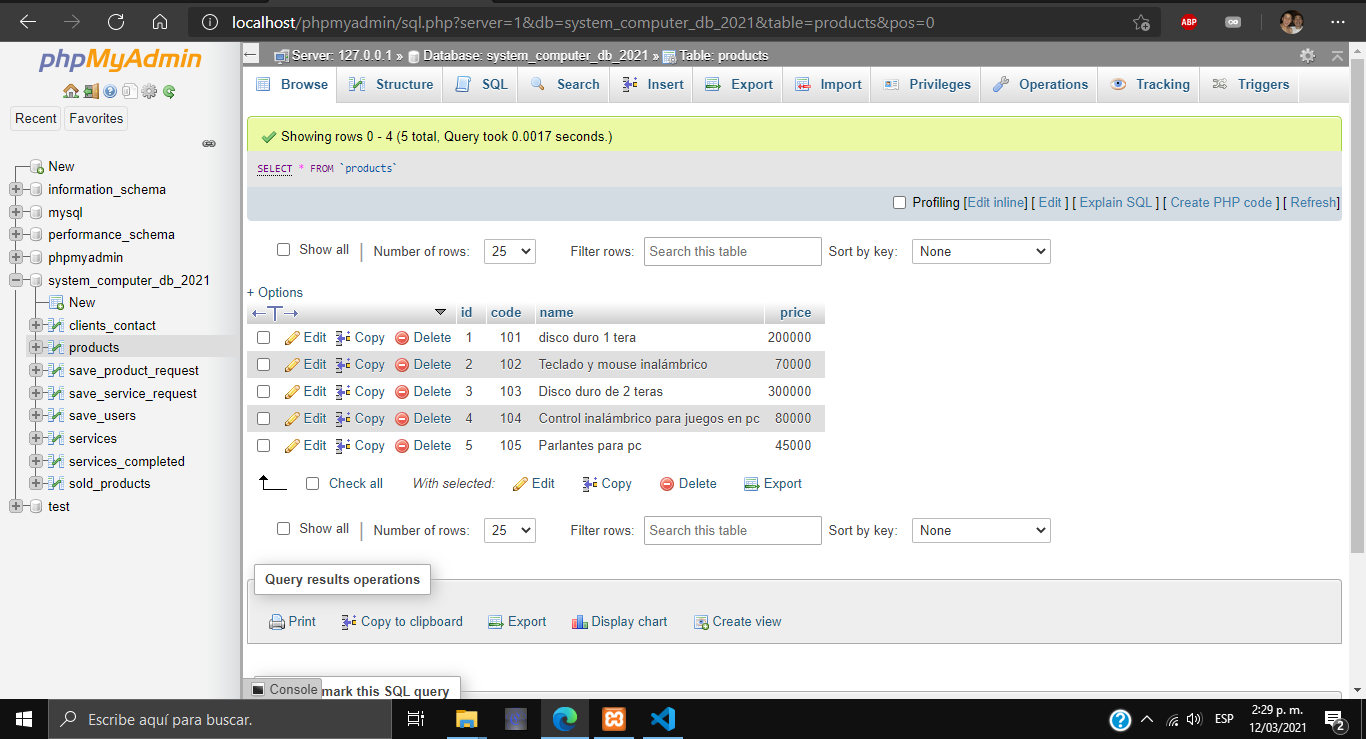 localhost/phpmyadmin/sql.php?server=1&db=system_computer_db_2021&table=products&pos=0
ABP
phpMyAdmin
Recent Favorites
New
information_schema
mysql
performance_schema
phpmyadmin
system_computer_db_2021
New
clients_contact
products
save_product_request
save_service_request
save_users
services
services_completed
sold_products
test
Server: 127.0.0.1 » Database: system_computer_db_2021 » Table: products
Browse Structure SQL Search Insert Export Import Privileges Operations Tracking Triggers
Showing rows 0 - 4 (5 total, Query took 0.0017 seconds.)
SELECT * FROM `products`
Profiling [Edit inline] [ Edit ] [ Explain SQL ] [ Create PHP code ] [ Refresh]
Show all | Number of rows: 25 Filter rows: Search this table Sort by key: None
+ Options
←T→ id code name price
Edit Copy Delete 1 101 disco duro 1 tera 200000
Edit Copy Delete 2 102 Teclado y mouse inalámbrico 70000
Edit Copy Delete 3 103 Disco duro de 2 teras 300000
Edit Copy Delete 4 104 Control inalámbrico para juegos en pc 80000
Edit Copy Delete 5 105 Parlantes para pc 45000
Check all With selected: Edit Copy Delete Export
Show all | Number of rows: 25 Filter rows: Search this table Sort by key: None
Query results operations
Print Copy to clipboard Export Display chart Create view
Console mark this SQL query
Escribe aquí para buscar.
ESP
2:29 p. m.
12/03/2021
2